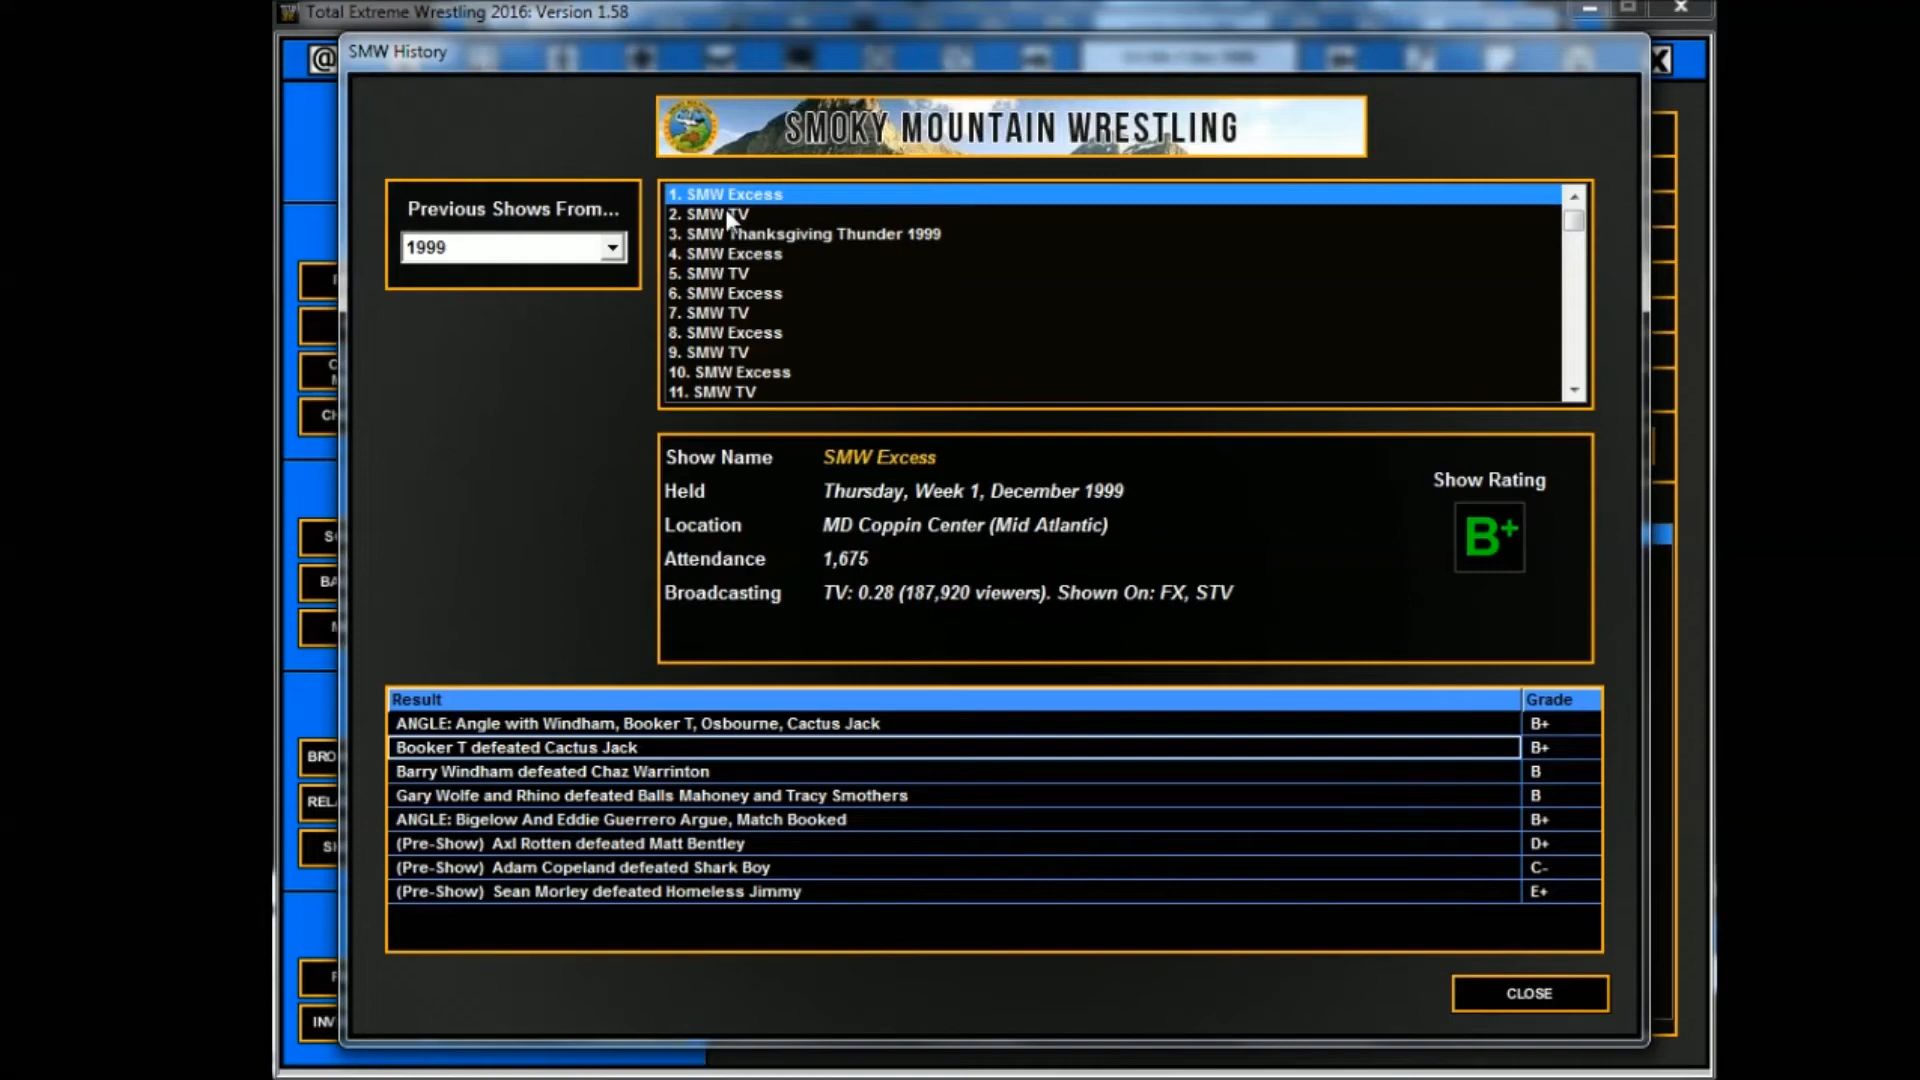 Total Extreme Wrestling 2016: Version 1.58
SMW History
@
SMOKY MOUNTAIN WRESTLING
Previous Shows From...
1999
1. SMW Excess
2. SMW TV
3. SMW Thanksgiving Thunder 1999
4. SMW Excess
5. SMW TV
6. SMW Excess
7. SMW TV
8. SMW Excess
9. SMW TV
10. SMW Excess
11. SMW TV
Show Name SMW Excess
Held Thursday, Week 1, December 1999
Location MD Coppin Center (Mid Atlantic)
Attendance 1,675
Broadcasting TV: 0.28 (187,920 viewers). Shown On: FX, STV
Show Rating
B+
Result Grade
ANGLE: Angle with Windham, Booker T, Osbourne, Cactus Jack B+
Booker T defeated Cactus Jack B+
Barry Windham defeated Chaz Warrinton B
Gary Wolfe and Rhino defeated Balls Mahoney and Tracy Smothers B
ANGLE: Bigelow And Eddie Guerrero Argue, Match Booked B+
(Pre-Show) Axl Rotten defeated Matt Bentley D+
(Pre-Show) Adam Copeland defeated Shark Boy C-
(Pre-Show) Sean Morley defeated Homeless Jimmy E+
CLOSE